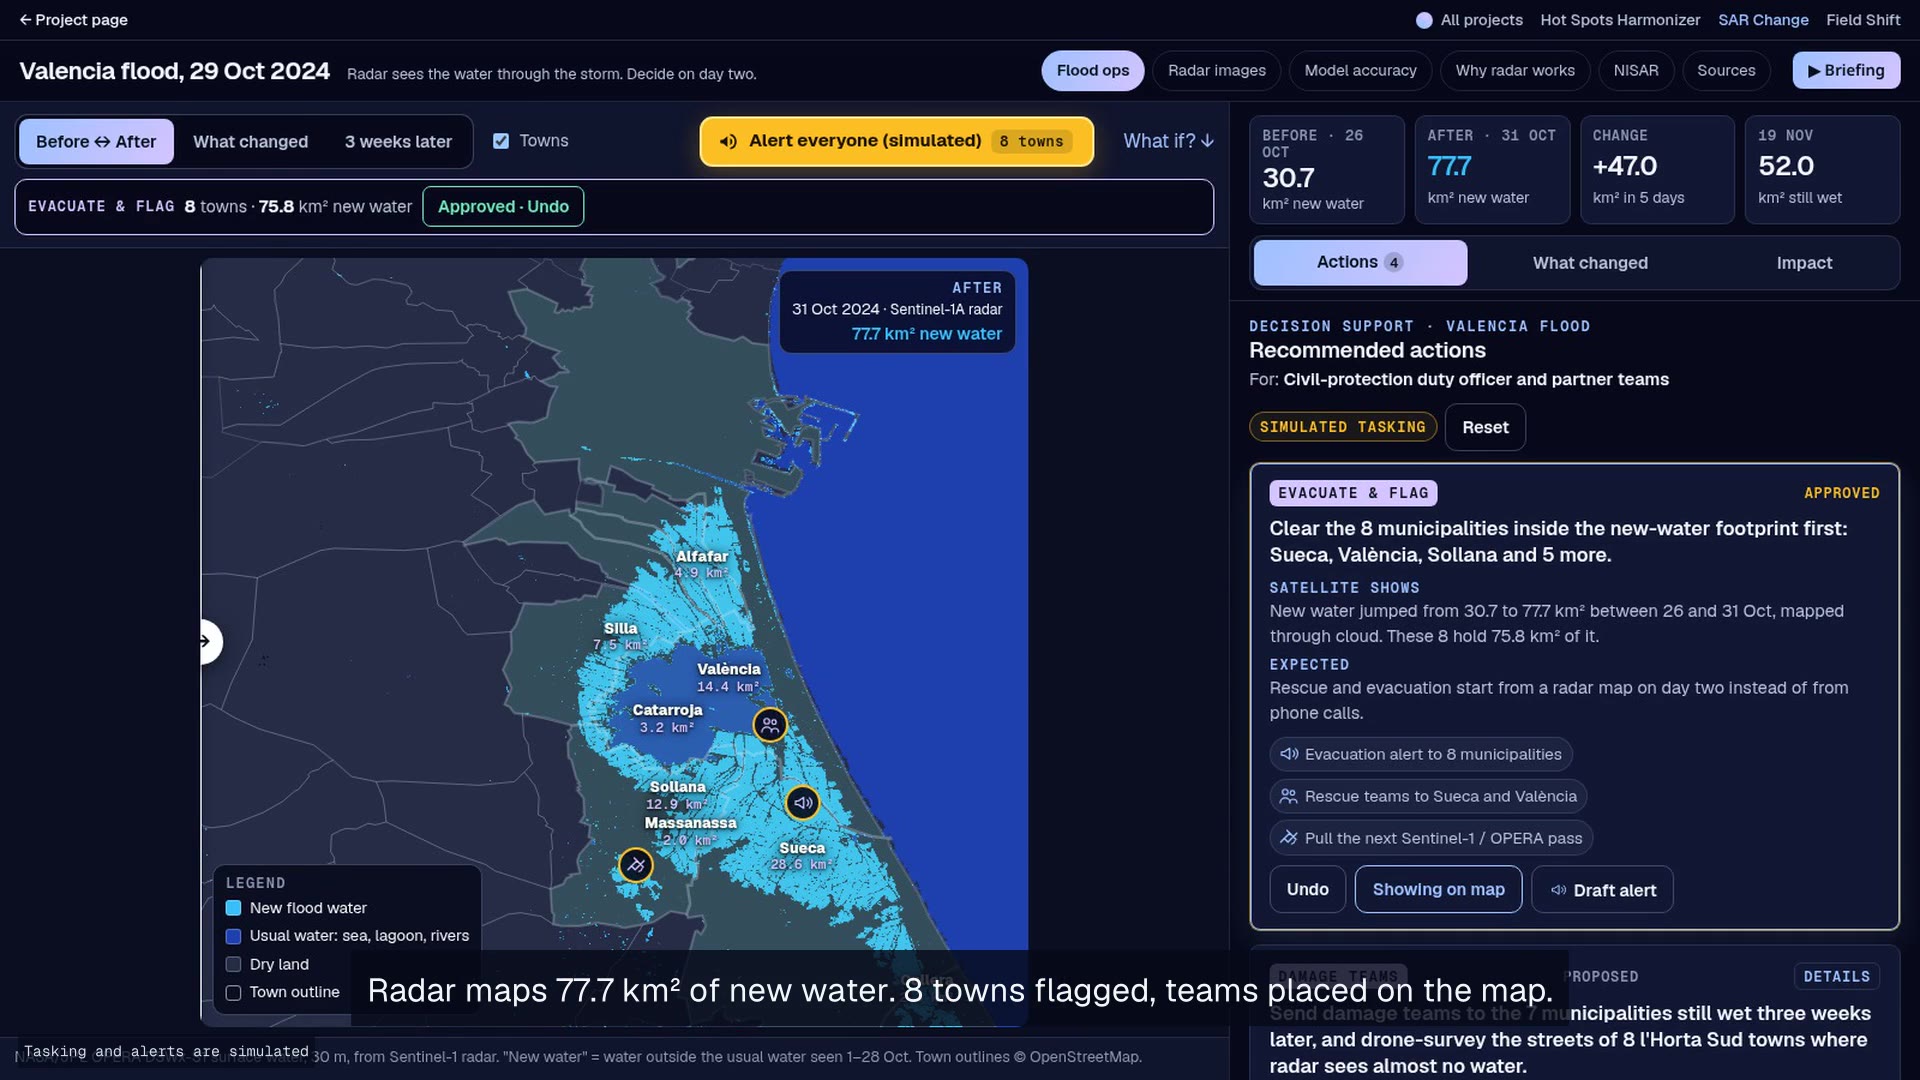 ← Project page
All projects
Hot Spots Harmonizer
SAR Change
Field Shift
Valencia flood, 29 Oct 2024
Radar sees the water through the storm. Decide on day two.
Flood ops
Radar images
Model accuracy
Why radar works
NISAR
Sources
▶ Briefing
Before ↔ After
What changed
3 weeks later
Towns
Alert everyone (simulated) 8 towns
What if? ↓
EVACUATE & FLAG 8 towns · 75.8 km² new water
Approved · Undo
BEFORE · 26 OCT
30.7
km² new water
AFTER · 31 OCT
77.7
km² new water
CHANGE
+47.0
km² in 5 days
19 NOV
52.0
km² still wet
Actions 4
What changed
Impact
AFTER
31 Oct 2024 · Sentinel-1A radar
77.7 km² new water
Alfafar
4.9 km²
Silla
7.5 km²
València
14.4 km²
Catarroja
3.2 km²
Sollana
12.9 km²
Massanassa
2.0 km²
Sueca
28.6 km²
LEGEND
New flood water
Usual water: sea, lagoon, rivers
Dry land
Town outline
DECISION SUPPORT · VALENCIA FLOOD
Recommended actions
For: Civil-protection duty officer and partner teams
SIMULATED TASKING
Reset
EVACUATE & FLAG
APPROVED
Clear the 8 municipalities inside the new-water footprint first:
Sueca, València, Sollana and 5 more.
SATELLITE SHOWS
New water jumped from 30.7 to 77.7 km² between 26 and 31 Oct, mapped
through cloud. These 8 hold 75.8 km² of it.
EXPECTED
Rescue and evacuation start from a radar map on day two instead of from
phone calls.
Evacuation alert to 8 municipalities
Rescue teams to Sueca and València
Pull the next Sentinel-1 / OPERA pass
Undo
Showing on map
Draft alert
DAMAGE TEAMS
PROPOSED
DETAILS
Send damage teams to the 7 municipalities still wet three weeks
later, and drone-survey the streets of 8 l'Horta Sud towns where
radar sees almost no water.
Radar maps 77.7 km² of new water. 8 towns flagged, teams placed on the map.
Tasking and alerts are simulated
30 m, from Sentinel-1 radar. "New water" = water outside the usual water seen 1–28 Oct. Town outlines © OpenStreetMap.